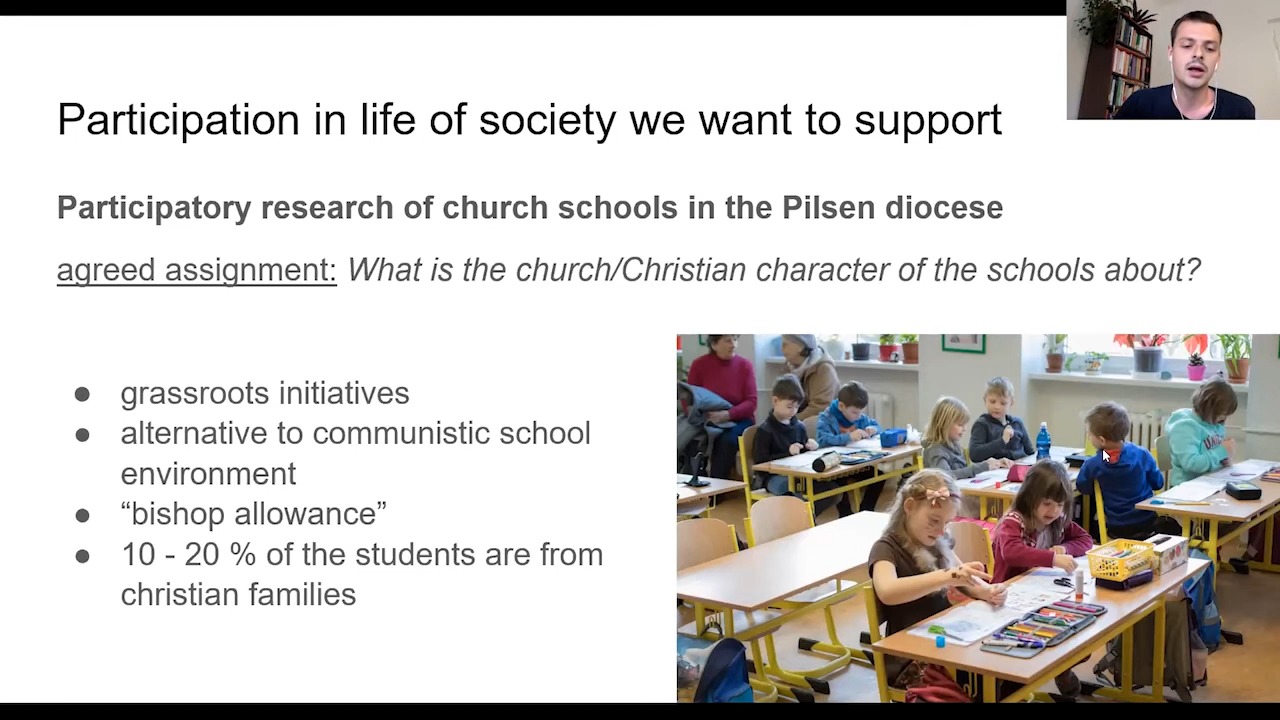 Participation in life of society we want to support
Participatory research of church schools in the Pilsen diocese
agreed assignment: What is the church/Christian character of the schools about?
● grassroots initiatives
● alternative to communistic school
environment
● “bishop allowance”
● 10 - 20 % of the students are from
christian families